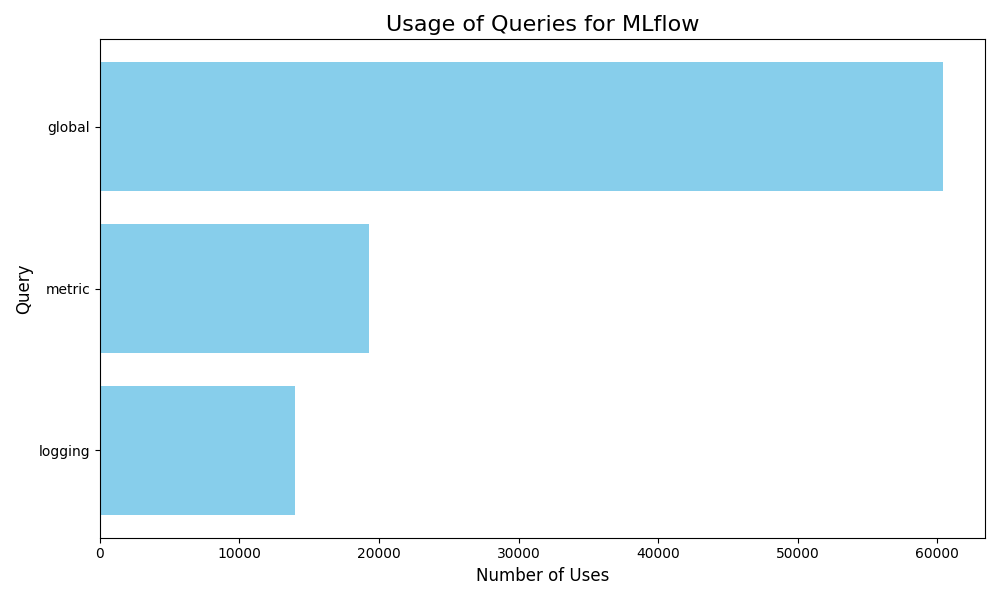 Usage of Queries for MLflow
Query
global
metric
logging
0 10000 20000 30000 40000 50000 60000
Number of Uses